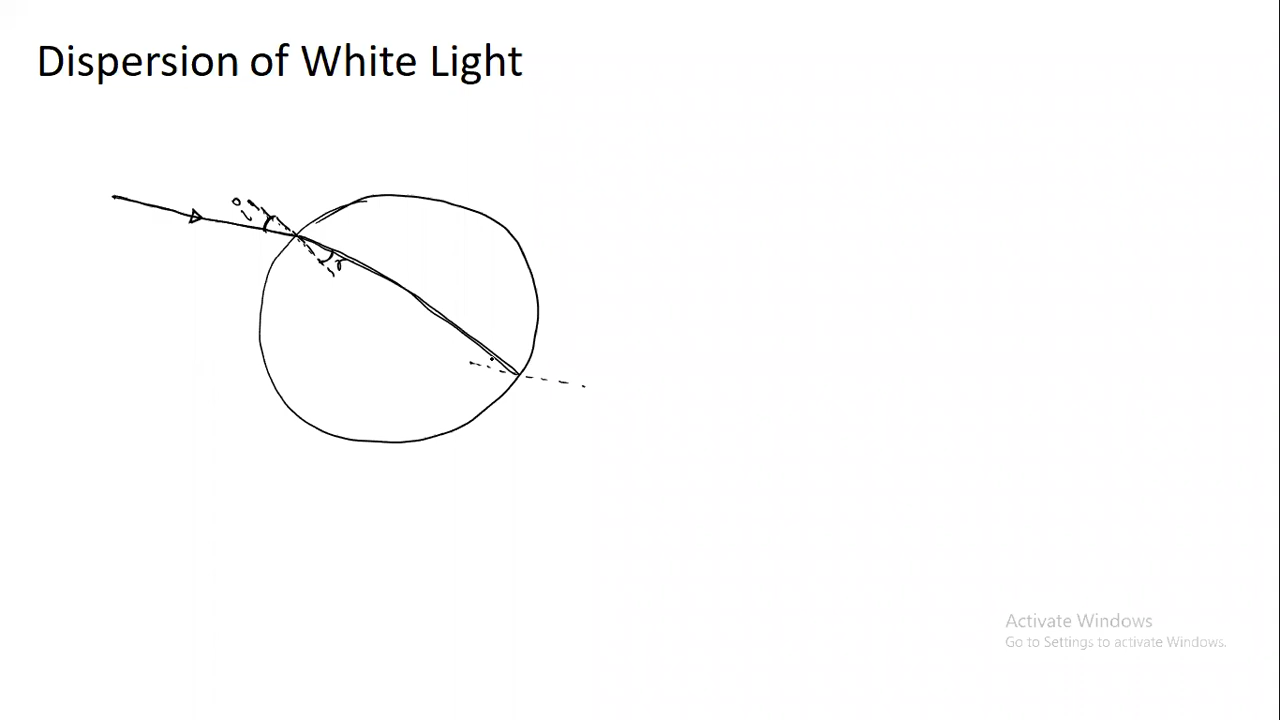 Dispersion of White Light
i
r
Activate Windows
Go to Settings to activate Windows.